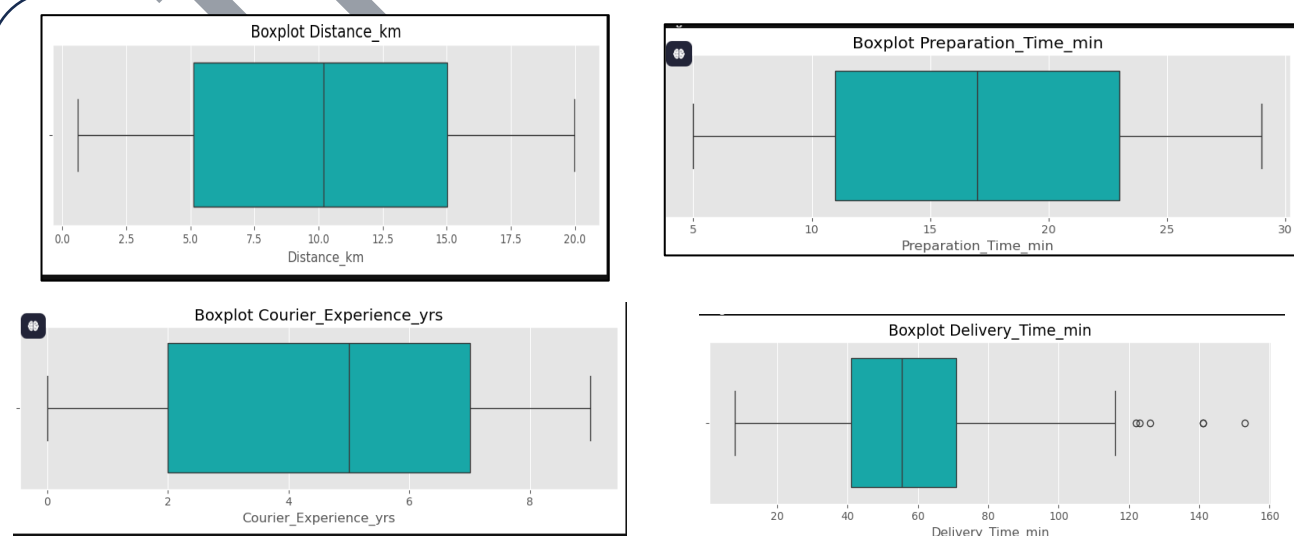 Boxplot Distance_km
0.0 2.5 5.0 7.5 10.0 12.5 15.0 17.5 20.0
Distance_km
Boxplot Preparation_Time_min
5 10 15 20 25 30
Preparation_Time_min
Boxplot Courier_Experience_yrs
0 2 4 6 8
Courier_Experience_yrs
Boxplot Delivery_Time_min
20 40 60 80 100 120 140 160
Delivery_Time_min